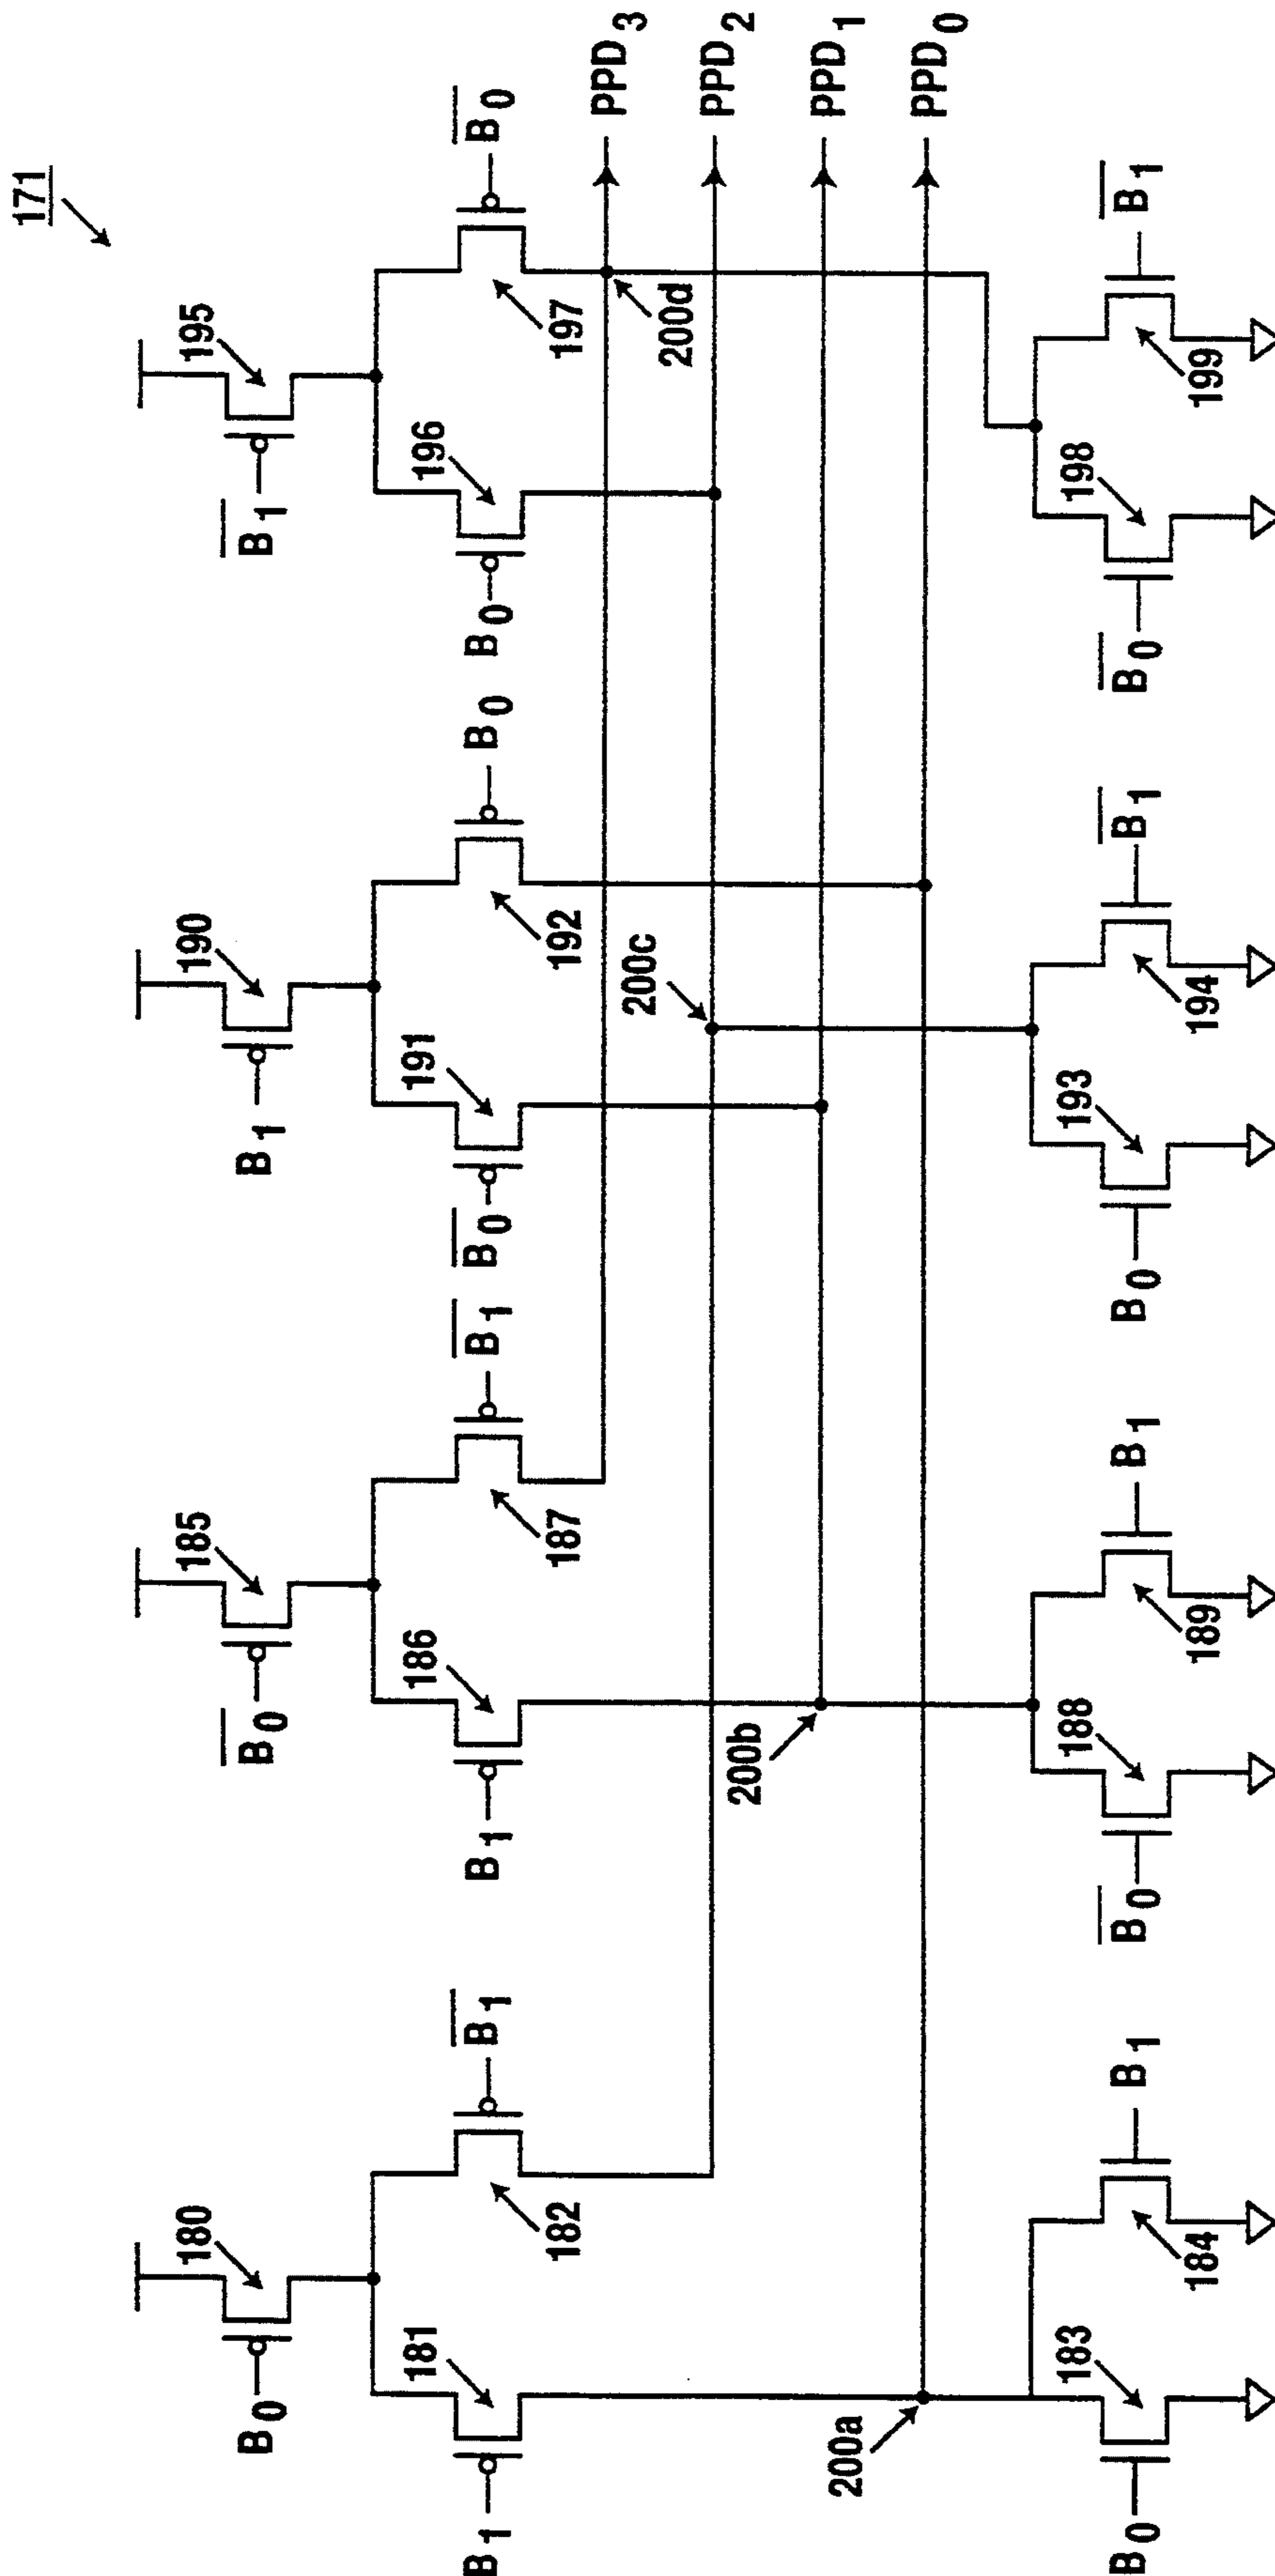 171
180
185
190
195
B₀
B̅₀
B₁
B̅₁
181
186
191
196
B₁
B̅₁
B₁
B̅₁
B̅₀
B₀
B₀
B̅₀
182
187
192
197
PPD₃
200d
200c
PPD₂
200b
PPD₁
200a
PPD₀
183
188
193
198
B₀
B₁
B̅₀
B₁
B₀
B̅₁
B̅₀
B̅₁
184
189
194
199